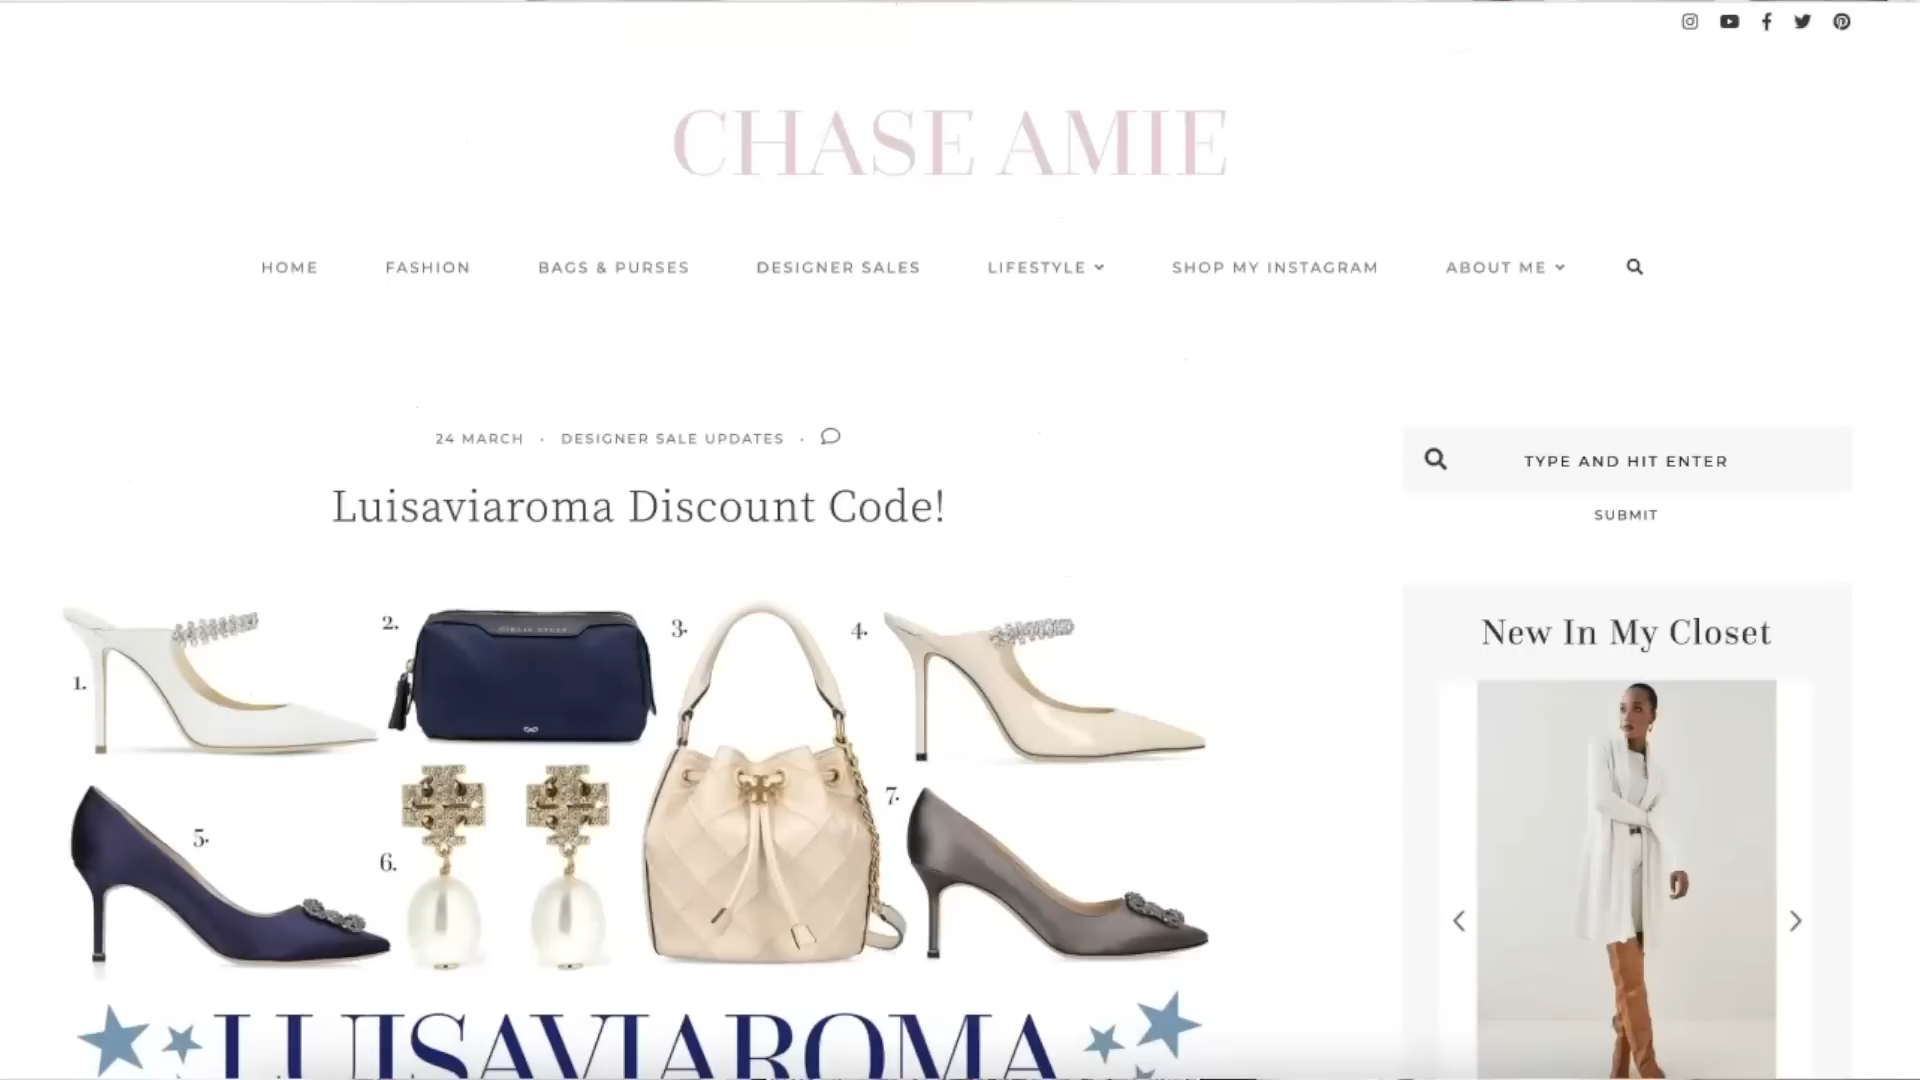 CHASE AMIE
HOME FASHION BAGS & PURSES DESIGNER SALES LIFESTYLE SHOP MY INSTAGRAM ABOUT ME
24 MARCH · DESIGNER SALE UPDATES ·
Luisaviaroma Discount Code!
TYPE AND HIT ENTER
SUBMIT
New In My Closet
1.
2.
3.
4.
5.
6.
7.
LUISAVIAROMA